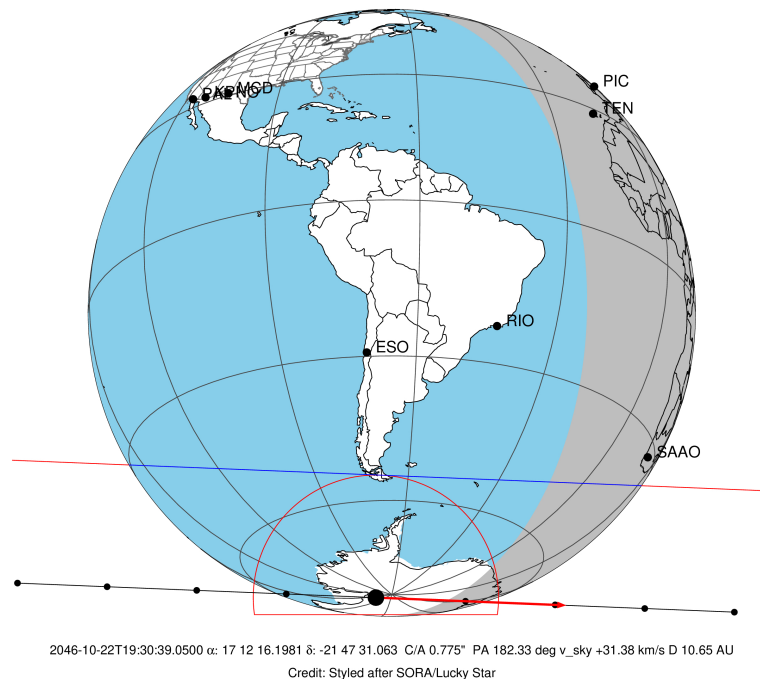 PIC
TEN
MCD
RIO
ESO
SAAO
2046-10-22T19:30:39.0500 α: 17 12 16.1981 δ: -21 47 31.063 C/A 0.775" PA 182.33 deg v_sky +31.38 km/s D 10.65 AU
Credit: Styled after SORA/Lucky Star